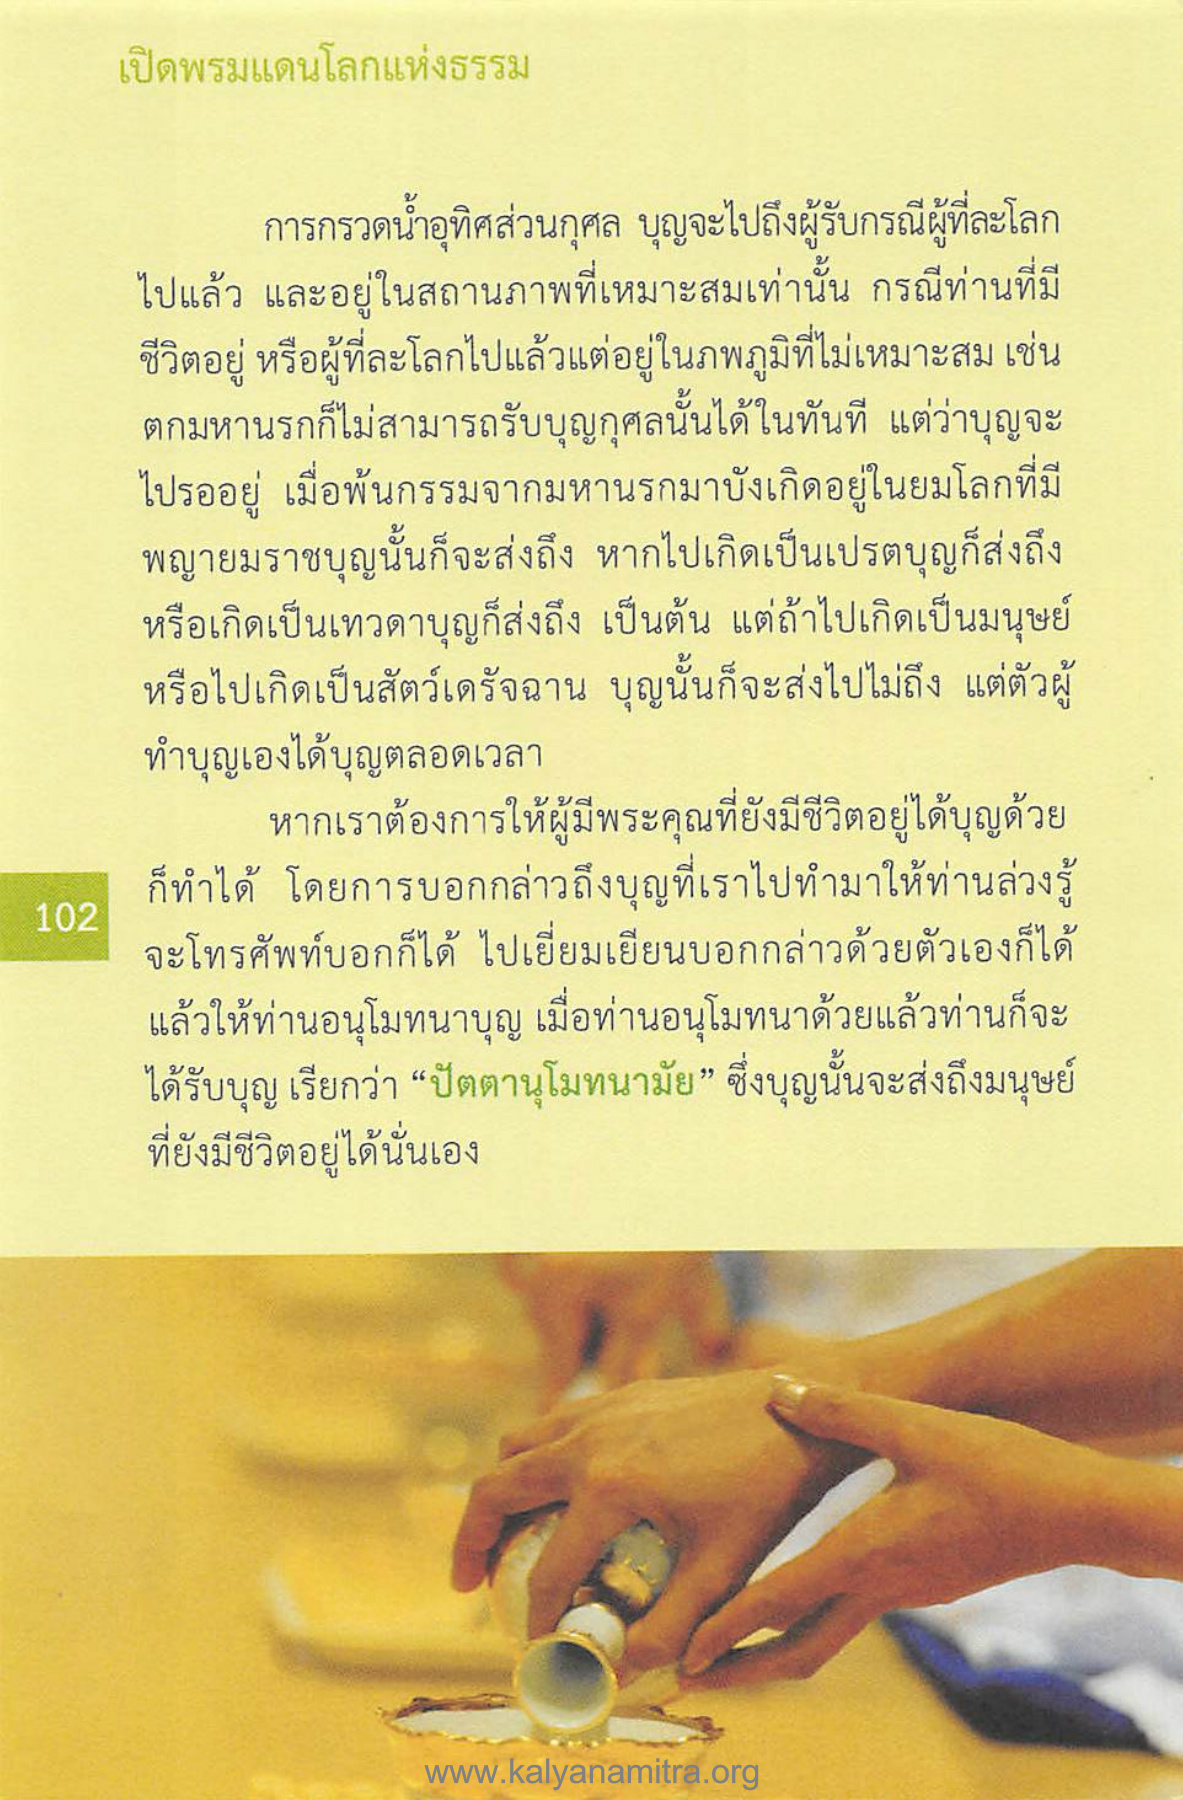 เปิดพรมแดนโลกแห่งธรรม
การกรวดน้ำอุทิศส่วนกุศล บุญจะไปถึงผู้รับกรณีผู้ที่ละโลก
ไปแล้ว และอยู่ในสถานภาพที่เหมาะสมเท่านั้น กรณีท่านที่มี
ชีวิตอยู่ หรือผู้ที่ละโลกไปแล้วแต่อยู่ในภพภูมิที่ไม่เหมาะสม เช่น
ตกมหานรกก็ไม่สามารถรับบุญกุศลนั้นได้ในทันที แต่ว่าบุญจะ
ไปรออยู่ เมื่อพ้นกรรมจากมหานรกมาบังเกิดอยู่ในยมโลกที่มี
พญายมราชบุญนั้นก็จะส่งถึง หากไปเกิดเป็นเปรตบุญก็ส่งถึง
หรือเกิดเป็นเทวดาบุญก็ส่งถึง เป็นต้น แต่ถ้าไปเกิดเป็นมนุษย์
หรือไปเกิดเป็นสัตว์เดรัจฉาน บุญนั้นก็จะส่งไปไม่ถึง แต่ตัวผู้
ทำบุญเองได้บุญตลอดเวลา
หากเราต้องการให้ผู้มีพระคุณที่ยังมีชีวิตอยู่ได้บุญด้วย
ก็ทำได้ โดยการบอกกล่าวถึงบุญที่เราไปทำมาให้ท่านล่วงรู้
102
จะโทรศัพท์บอกก็ได้ ไปเยี่ยมเยียนบอกกล่าวด้วยตัวเองก็ได้
แล้วให้ท่านอนุโมทนาบุญ เมื่อท่านอนุโมทนาด้วยแล้วท่านก็จะ
ได้รับบุญ เรียกว่า “ปัตตานุโมทนามัย” ซึ่งบุญนั้นจะส่งถึงมนุษย์
ที่ยังมีชีวิตอยู่ได้นั่นเอง
www.kalyanamitra.org